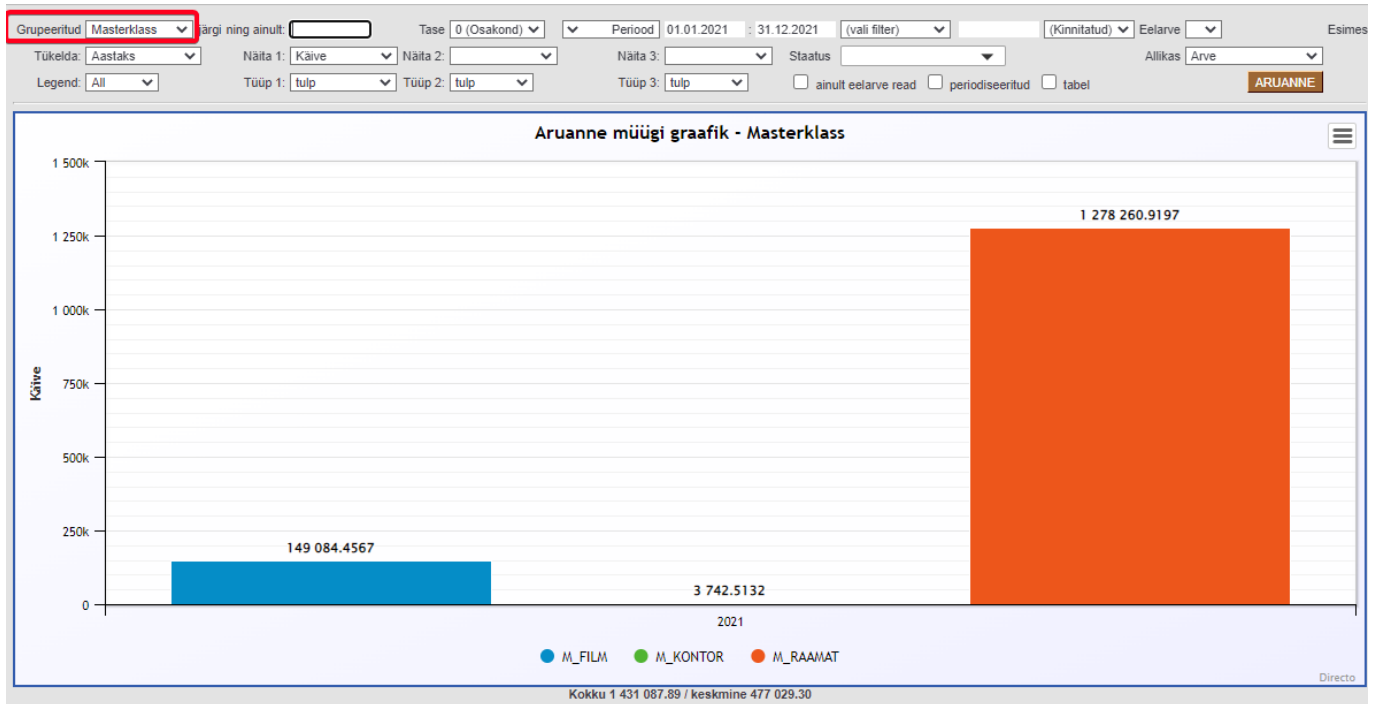 Grupeeritud Masterklass järgi ning ainult: Tase 0 (Osakond) Periood 01.01.2021 : 31.12.2021 (vali filter) (Kinnitatud) Eelarve Esimes
Tükelda: Aastaks Näita 1: Käive Näita 2: Näita 3: Staatus Allikas Arve
Legend: All Tüüp 1: tulp Tüüp 2: tulp Tüüp 3: tulp ainult eelarve read periodiseeritud tabel ARUANNE
Aruanne müügi graafik - Masterklass
1 500k
1 278 260.9197
1 250k
1 000k
Käive
750k
500k
250k
149 084.4567
3 742.5132
0
2021
M_FILM M_KONTOR M_RAAMAT
Directo
Kokku 1 431 087.89 / keskmine 477 029.30